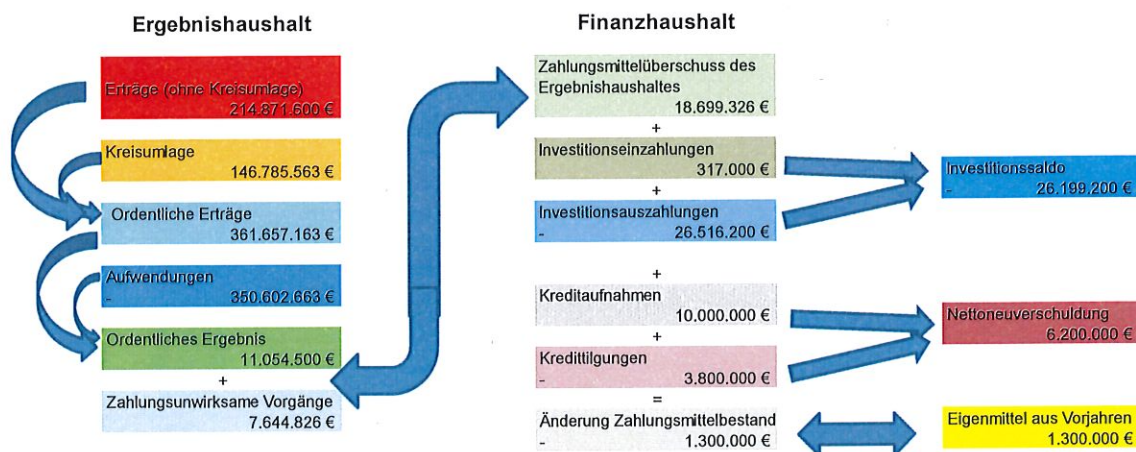 Ergebnishaushalt
Erträge (ohne Kreisumlage)
214.871.600 €
Kreisumlage
146.785.563 €
Ordentliche Erträge
361.657.163 €
Aufwendungen
- 350.602.663 €
Ordentliches Ergebnis
11.054.500 €
+
Zahlungsunwirksame Vorgänge
7.644.826 €
Finanzhaushalt
Zahlungsmittelüberschuss des
Ergebnishaushaltes
18.699.326 €
+
Investitionseinzahlungen
317.000 €
+
Investitionsauszahlungen
- 26.516.200 €
+
Kreditaufnahmen
10.000.000 €
+
Kredittilgungen
- 3.800.000 €
=
Änderung Zahlungsmittelbestand
- 1.300.000 €
Investitionssaldo
- 26.199.200 €
Nettoneuverschuldung
6.200.000 €
Eigenmittel aus Vorjahren
1.300.000 €